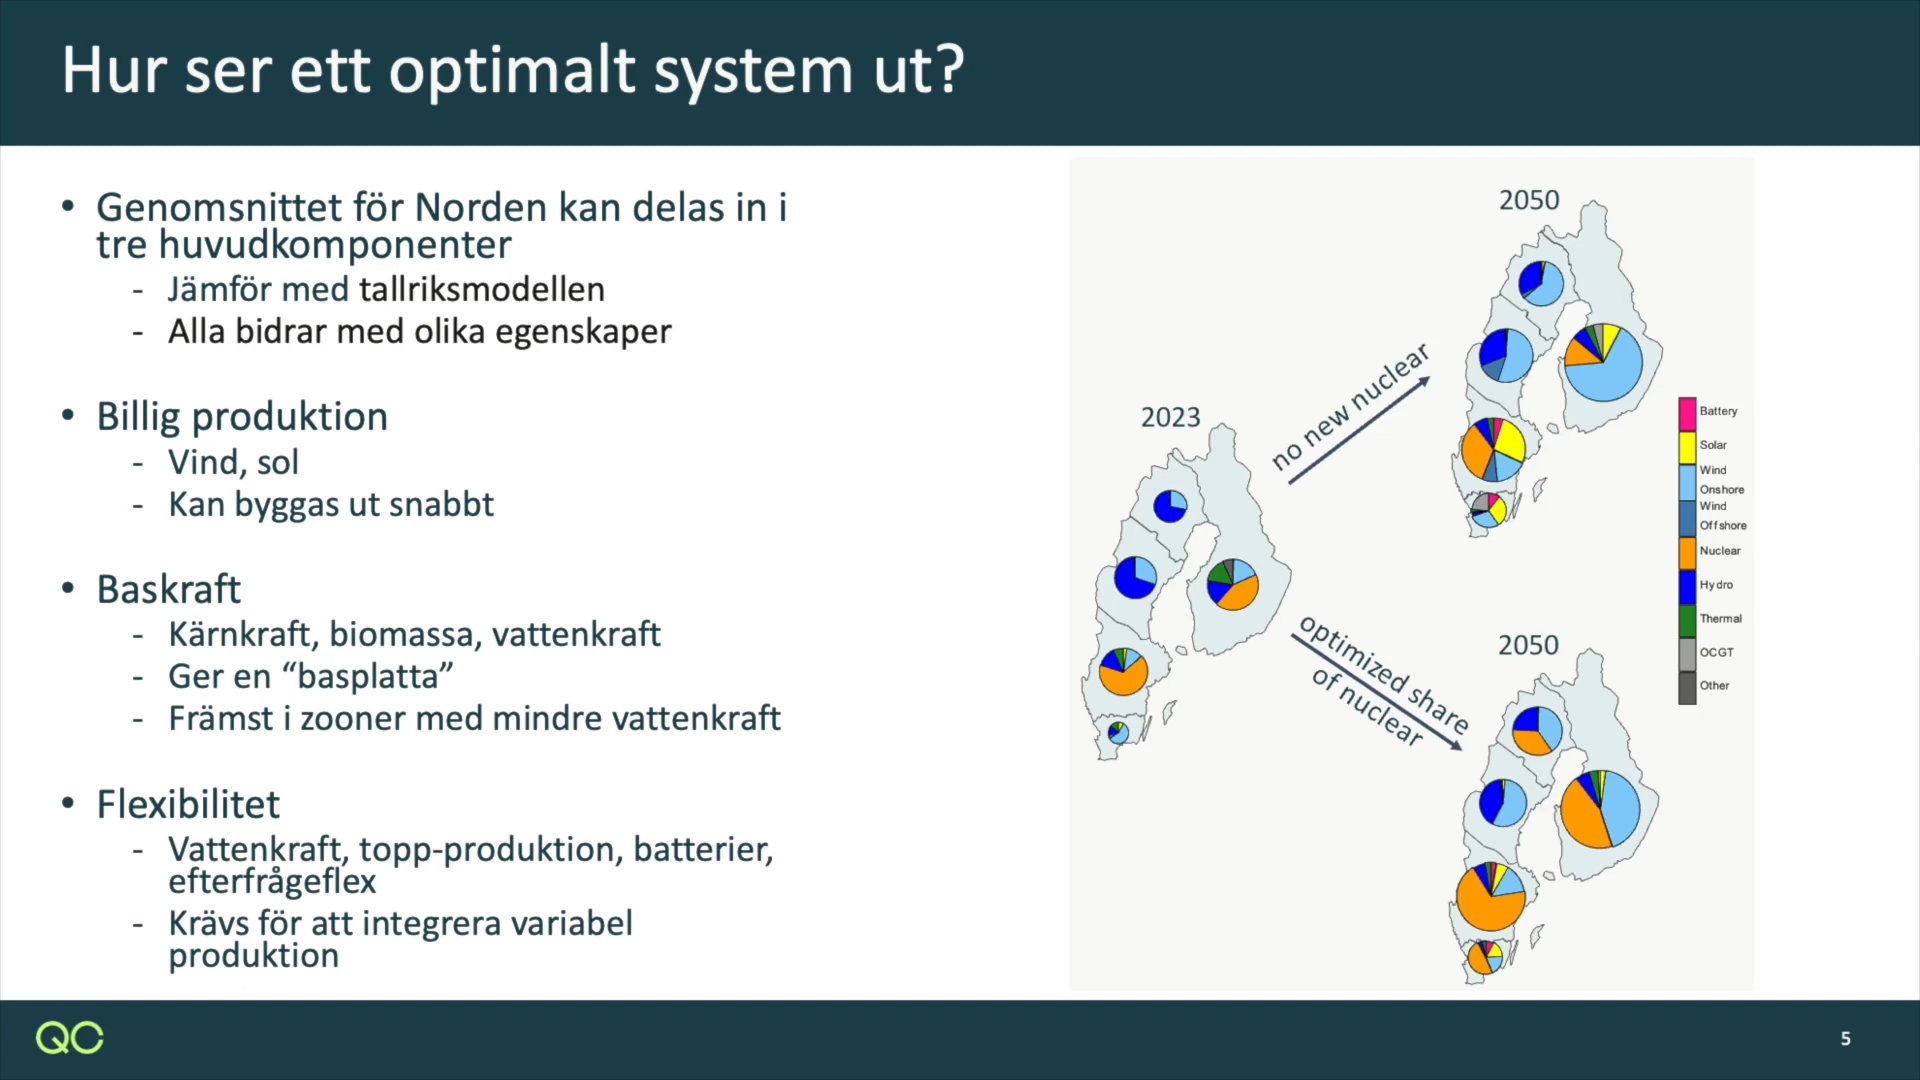 Hur ser ett optimalt system ut?
• Genomsnittet för Norden kan delas in i
tre huvudkomponenter
- Jämför med tallriksmodellen
- Alla bidrar med olika egenskaper
• Billig produktion
- Vind, sol
- Kan byggas ut snabbt
• Baskraft
- Kärnkraft, biomassa, vattenkraft
- Ger en “basplatta”
- Främst i zooner med mindre vattenkraft
• Flexibilitet
- Vattenkraft, topp-produktion, batterier,
efterfrågeflex
- Krävs för att integrera variabel
produktion
2023
no new nuclear
2050
optimized share
of nuclear
2050
Battery
Solar
Wind
Onshore
Wind
Offshore
Nuclear
Hydro
Thermal
OCGT
Other
QC
5